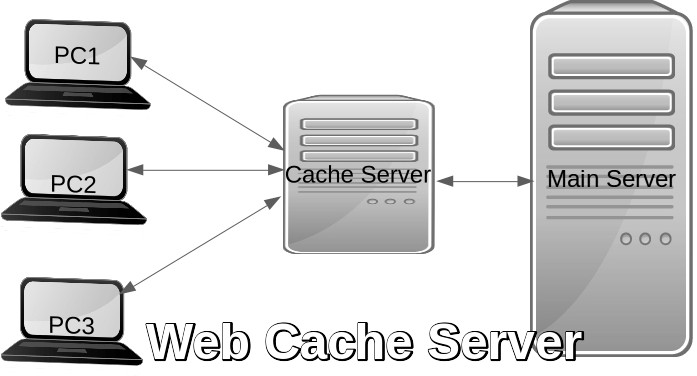 PC1
PC2
PC3
Cache Server
Main Server
Web Cache Server